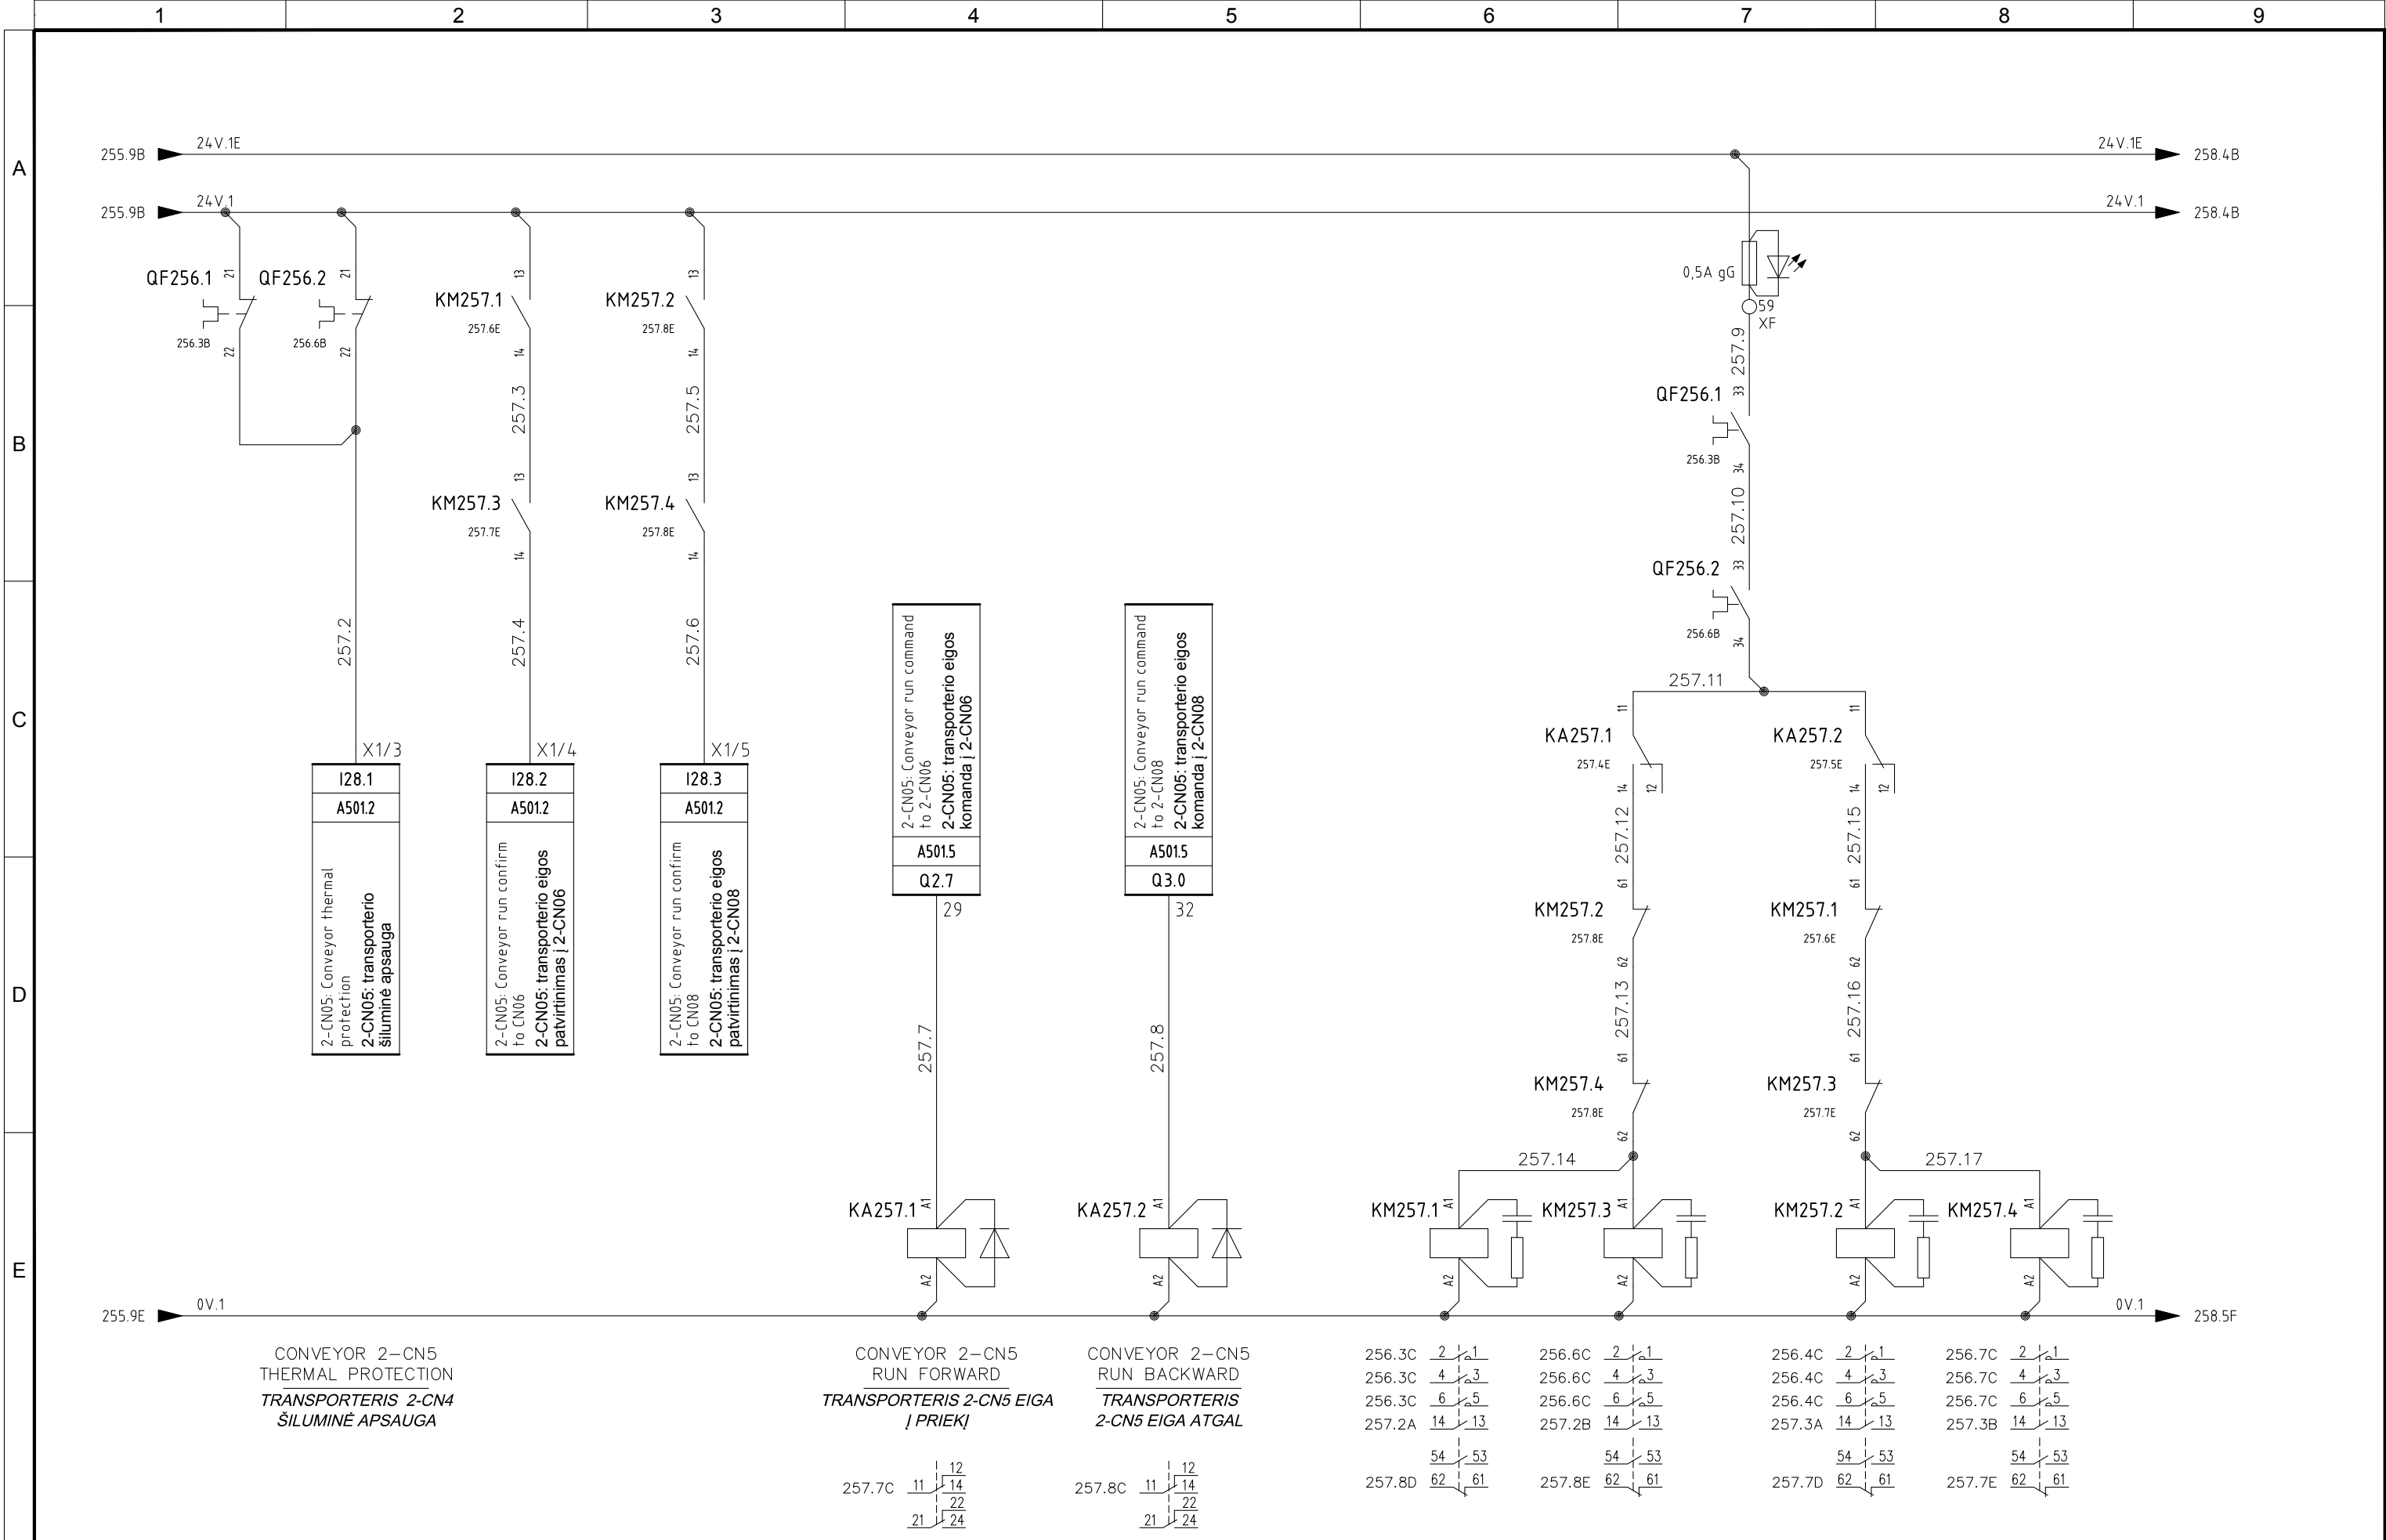 1 2 3 4 5 6 7 8 9
A
B
C
D
E
255.9B 24V.1E 24V.1E 258.4B
255.9B 24V.1 24V.1 258.4B
QF256.1 21
256.3B 22
QF256.2 21
256.6B 22
KM257.1 13
257.6E 14
KM257.2 13
257.8E 14
0,5A gG
59
XF
257.9
257.3
257.5
QF256.1 33
256.3B 34
KM257.3 13
257.7E 14
KM257.4 13
257.8E 14
257.10
QF256.2 33
256.6B 34
257.2
257.4
257.6
257.11
X1/3
I28.1
A501.2
2-CN05: Conveyor thermal
protection
2-CN05: transporterio
šiluminė apsauga
X1/4
I28.2
A501.2
2-CN05: Conveyor run confirm
to CN06
2-CN05: transporterio eigos
patvirtinimas į 2-CN06
X1/5
I28.3
A501.2
2-CN05: Conveyor run confirm
to CN08
2-CN05: transporterio eigos
patvirtinimas į 2-CN08
2-CN05: Conveyor run command
to 2-CN06
2-CN05: transporterio eigos
komanda į 2-CN06
A501.5
Q2.7
29
257.7
2-CN05: Conveyor run command
to 2-CN08
2-CN05: transporterio eigos
komanda į 2-CN08
A501.5
Q3.0
32
257.8
11
KA257.1
257.4E
14 12
257.12
61
KM257.2
257.8E
62
257.13
61
KM257.4
257.8E
62
257.14
11
KA257.2
257.5E
14 12
257.15
61
KM257.1
257.6E
62
257.16
61
KM257.3
257.7E
62
257.17
KA257.1 A1
A2
KA257.2 A1
A2
KM257.1 A1
A2
KM257.3 A1
A2
KM257.2 A1
A2
KM257.4 A1
A2
255.9E 0V.1 0V.1 258.5F
CONVEYOR 2-CN5
THERMAL PROTECTION
TRANSPORTERIS 2-CN4
ŠILUMINĖ APSAUGA
CONVEYOR 2-CN5
RUN FORWARD
TRANSPORTERIS 2-CN5 EIGA
Į PRIEKĮ
CONVEYOR 2-CN5
RUN BACKWARD
TRANSPORTERIS
2-CN5 EIGA ATGAL
12
257.7C 11 14
22
21 24
12
257.8C 11 14
22
21 24
256.3C 2 1
256.3C 4 3
256.3C 6 5
257.2A 14 13
54 53
257.8D 62 61
256.6C 2 1
256.6C 4 3
256.6C 6 5
257.2B 14 13
54 53
257.8E 62 61
256.4C 2 1
256.4C 4 3
256.4C 6 5
257.3A 14 13
54 53
257.7D 62 61
256.7C 2 1
256.7C 4 3
256.7C 6 5
257.3B 14 13
54 53
257.7E 62 61